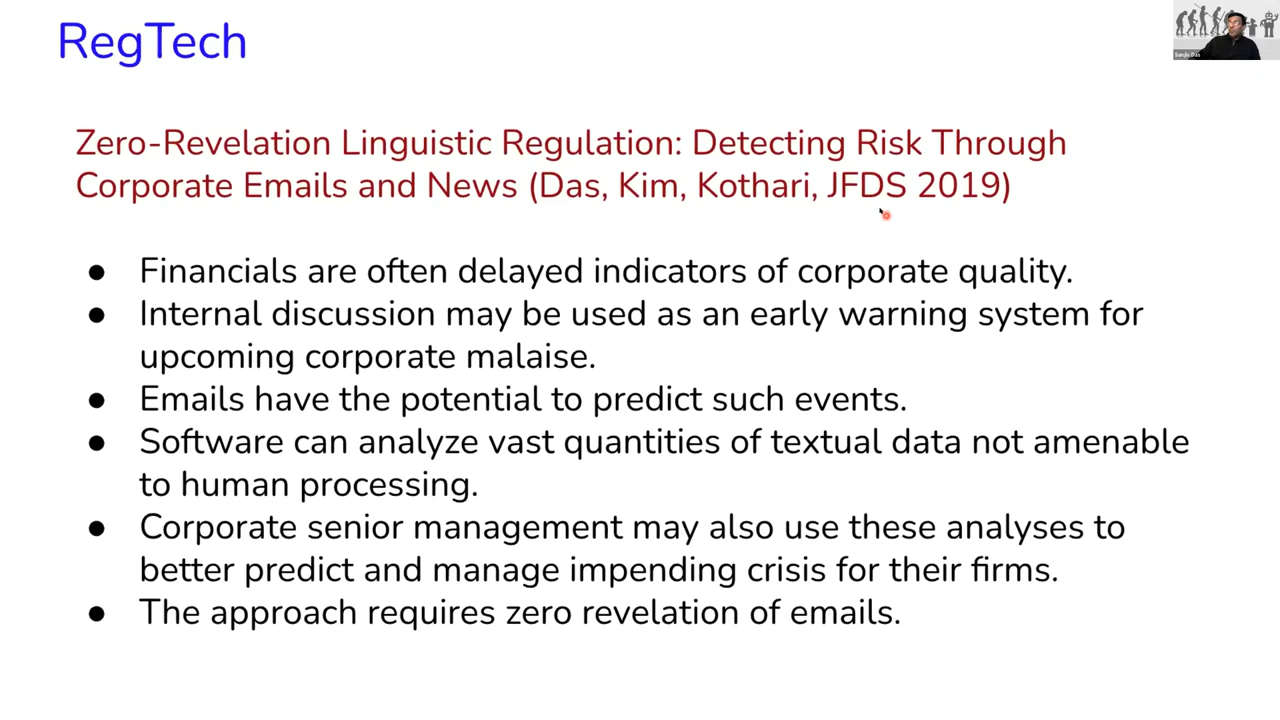 RegTech
Sanjiv Das
Zero-Revelation Linguistic Regulation: Detecting Risk Through
Corporate Emails and News (Das, Kim, Kothari, JFDS 2019)
● Financials are often delayed indicators of corporate quality.
● Internal discussion may be used as an early warning system for
upcoming corporate malaise.
● Emails have the potential to predict such events.
● Software can analyze vast quantities of textual data not amenable
to human processing.
● Corporate senior management may also use these analyses to
better predict and manage impending crisis for their firms.
● The approach requires zero revelation of emails.